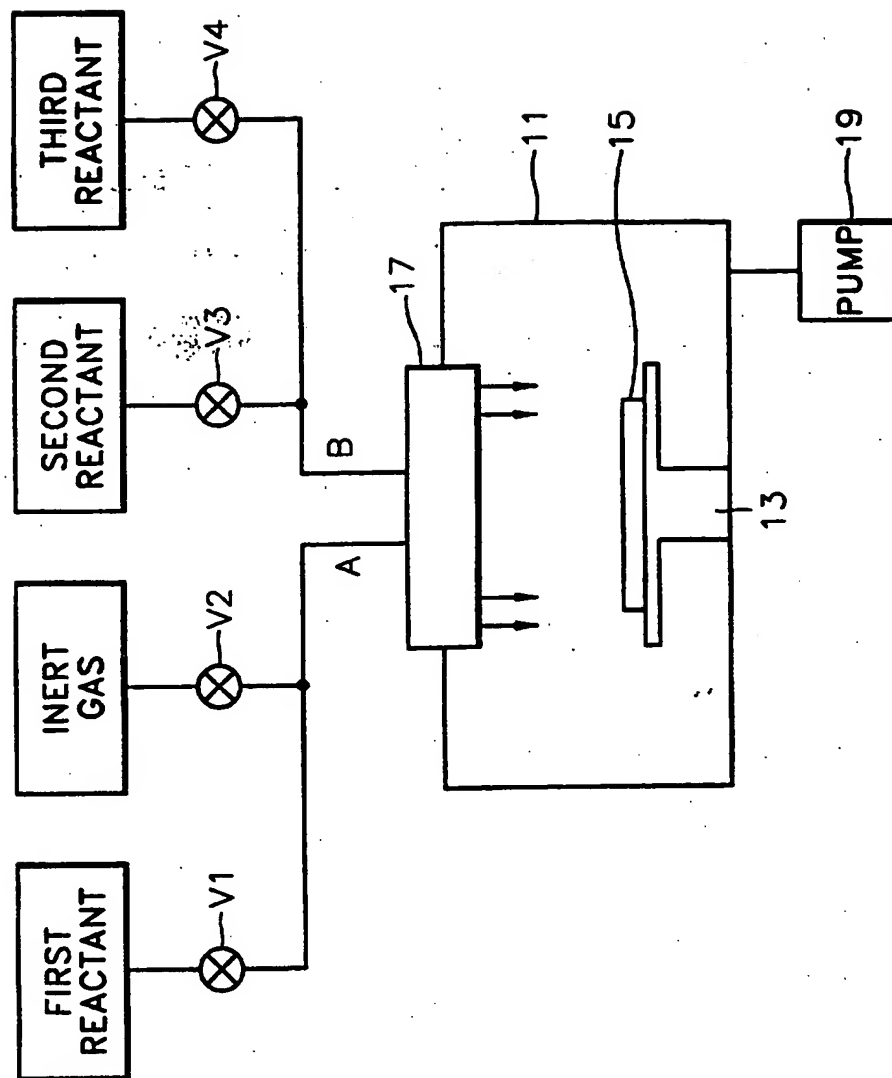 FIRST
REACTANT
INERT
GAS
SECOND
REACTANT
THIRD
REACTANT
V1
V2
V3
V4
A
B
17
11
15
13
PUMP
19